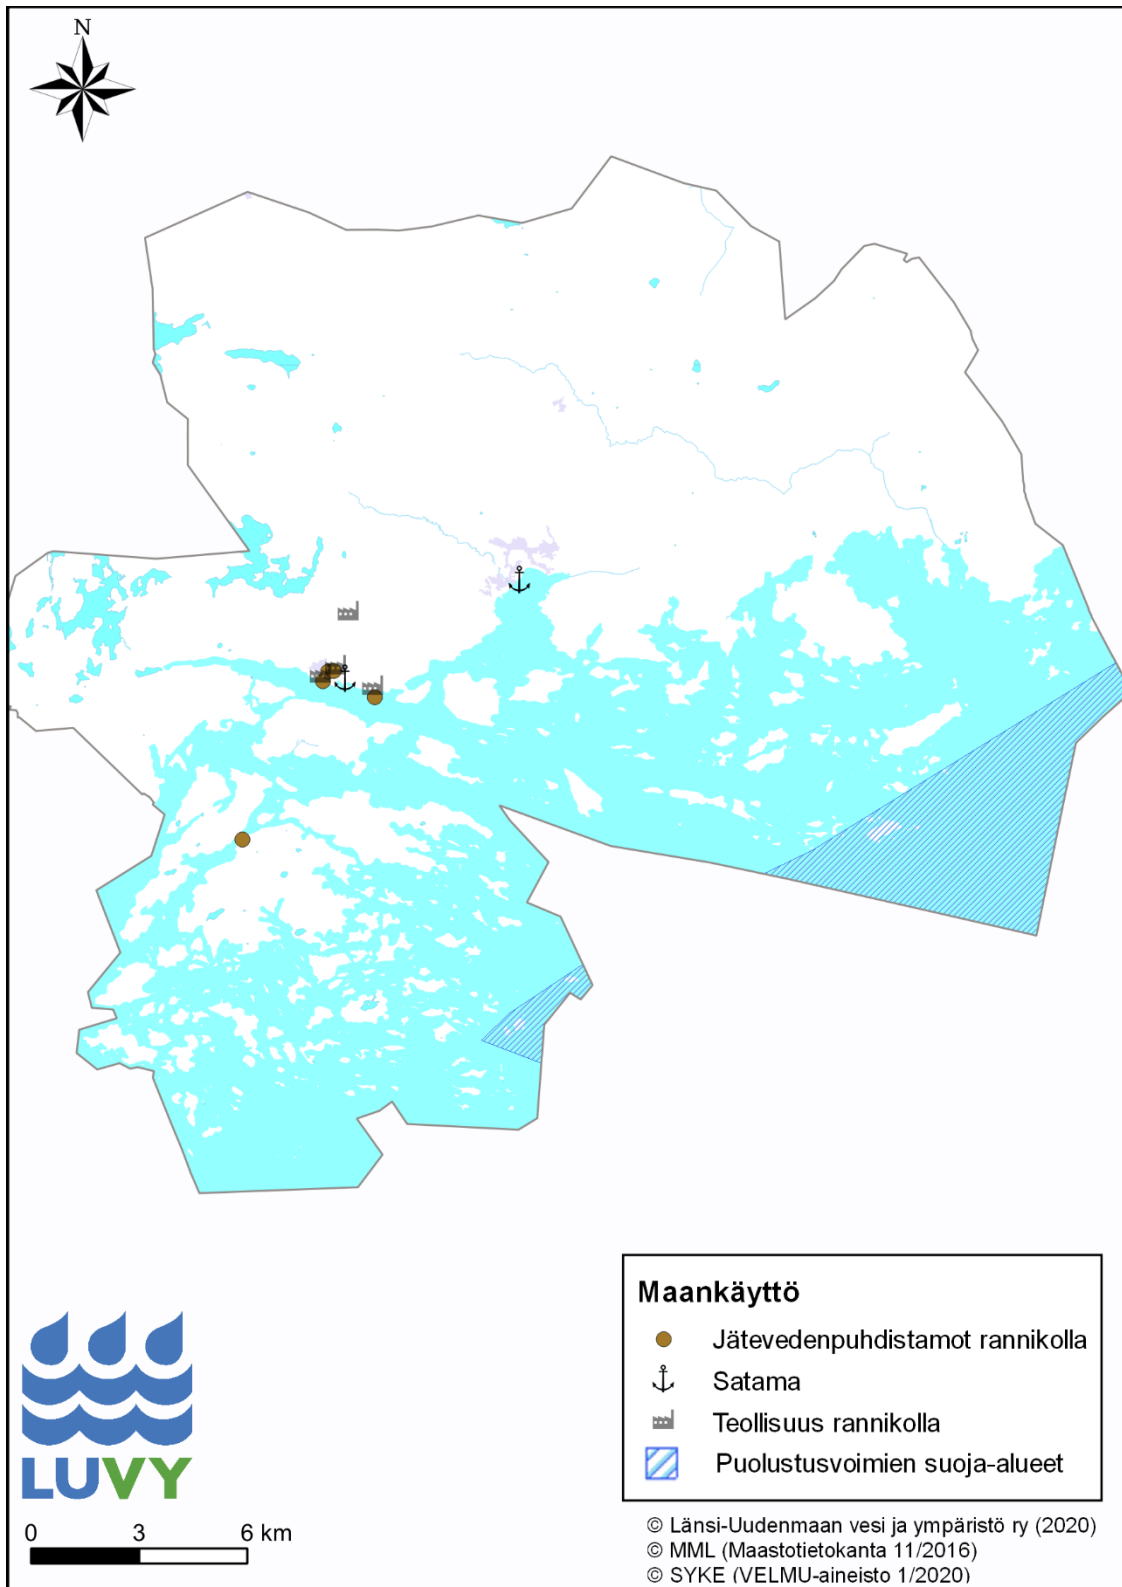 N
Maankäyttö
Jätevedenpuhdistamot rannikolla
Satama
Teollisuus rannikolla
Puolustusvoimien suoja-alueet
LUVY
0 3 6 km
© Länsi-Uudenmaan vesi ja ympäristö ry (2020)
© MML (Maastotietokanta 11/2016)
© SYKE (VELMU-aineisto 1/2020)